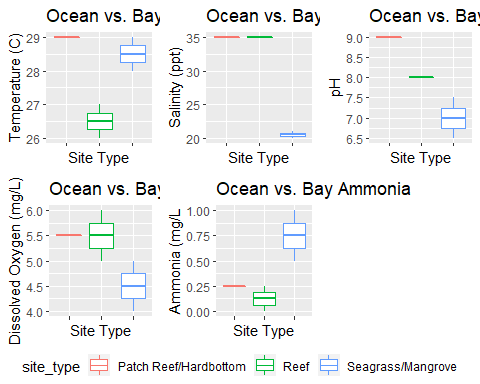 Ocean vs. Bay
Temperature (C)
29
28
27
26
Site Type
Ocean vs. Bay
Salinity (ppt)
35
30
25
20
Site Type
Ocean vs. Bay
pH
9.0
8.5
8.0
7.5
7.0
6.5
Site Type
Ocean vs. Bay
Dissolved Oxygen (mg/L)
6.0
5.5
5.0
4.5
4.0
Site Type
Ocean vs. Bay Ammonia
Ammonia (mg/L
1.00
0.75
0.50
0.25
0.00
Site Type
site_type Patch Reef/Hardbottom Reef Seagrass/Mangrove